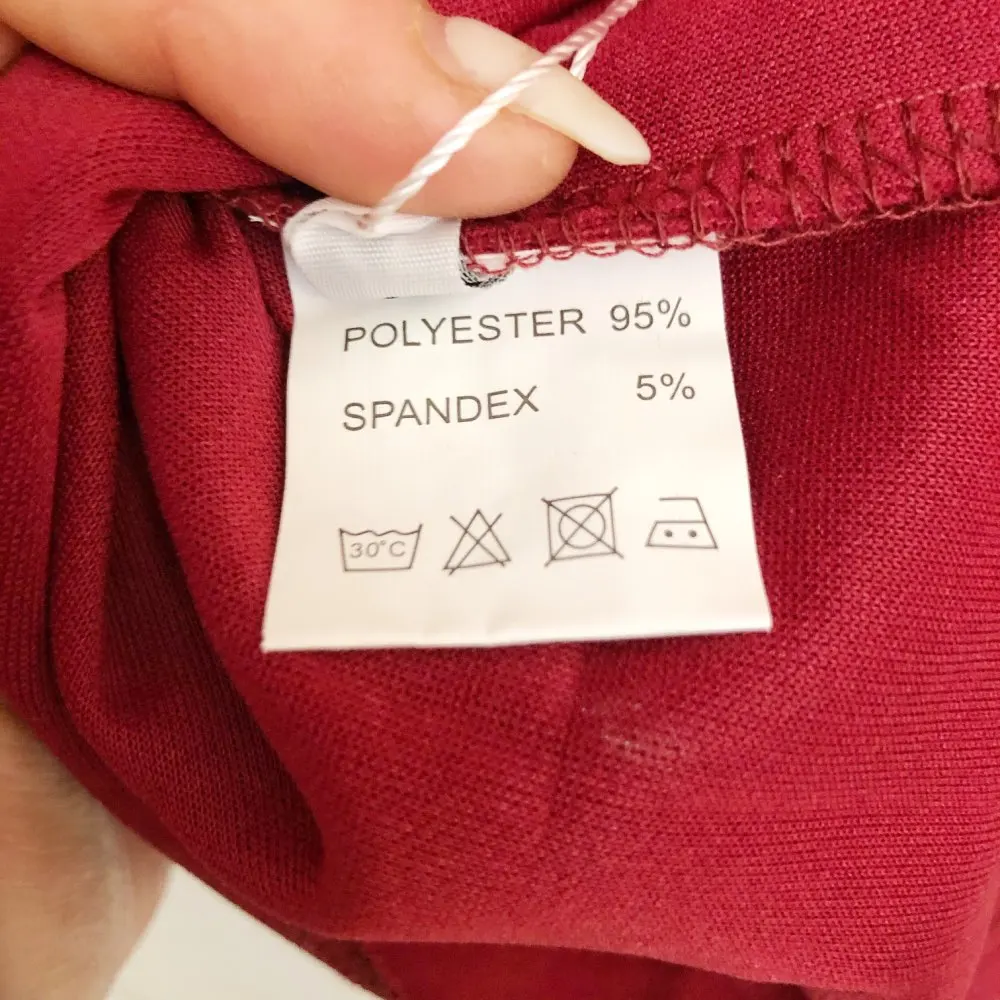 POLYESTER 95%
SPANDEX 5%
30°C